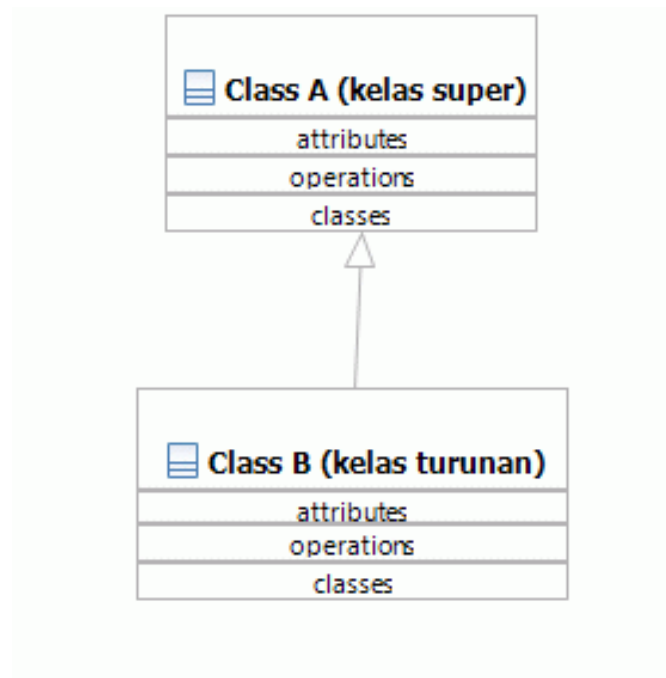 Class A (kelas super)
attributes
operations
classes
Class B (kelas turunan)
attributes
operations
classes